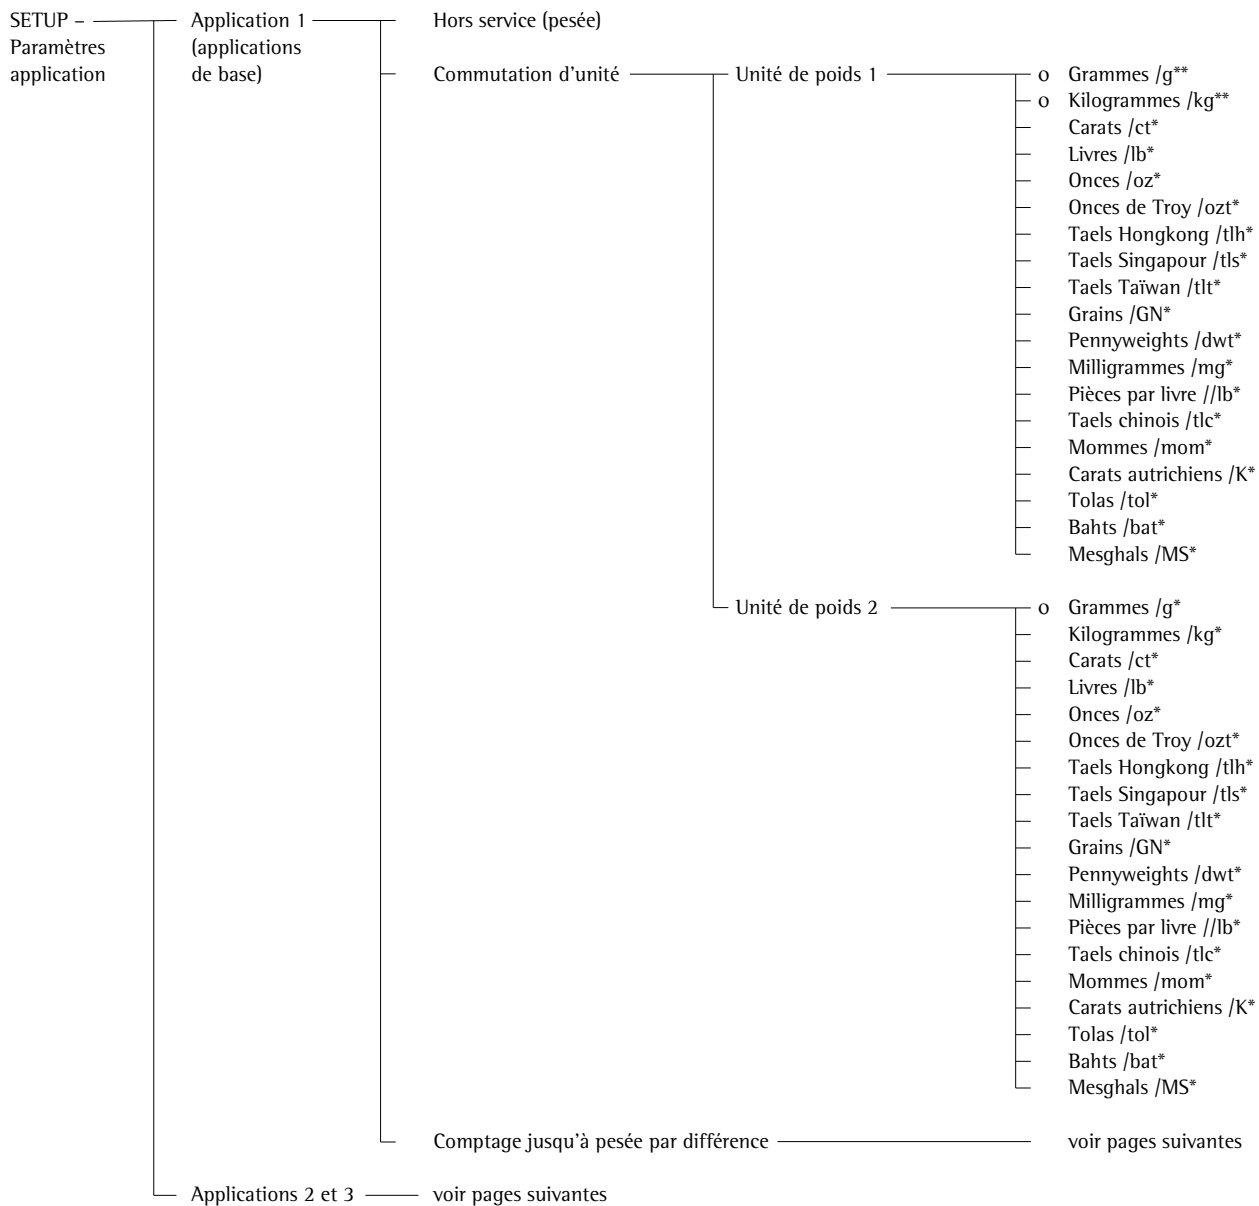 SETUP – Application 1 Hors service (pesée)
Paramètres (applications
application de base) Commutation d'unité Unité de poids 1 o Grammes /g**
o Kilogrammes /kg**
Carats /ct*
Livres /lb*
Onces /oz*
Onces de Troy /ozt*
Taels Hongkong /tlh*
Taels Singapour /tls*
Taels Taïwan /tlt*
Grains /GN*
Pennyweights /dwt*
Milligrammes /mg*
Pièces par livre //lb*
Taels chinois /tlc*
Mommes /mom*
Carats autrichiens /K*
Tolas /tol*
Bahts /bat*
Mesghals /MS*
Unité de poids 2 o Grammes /g*
Kilogrammes /kg*
Carats /ct*
Livres /lb*
Onces /oz*
Onces de Troy /ozt*
Taels Hongkong /tlh*
Taels Singapour /tls*
Taels Taïwan /tlt*
Grains /GN*
Pennyweights /dwt*
Milligrammes /mg*
Pièces par livre //lb*
Taels chinois /tlc*
Mommes /mom*
Carats autrichiens /K*
Tolas /tol*
Bahts /bat*
Mesghals /MS*
Comptage jusqu'à pesée par différence voir pages suivantes
Applications 2 et 3 voir pages suivantes